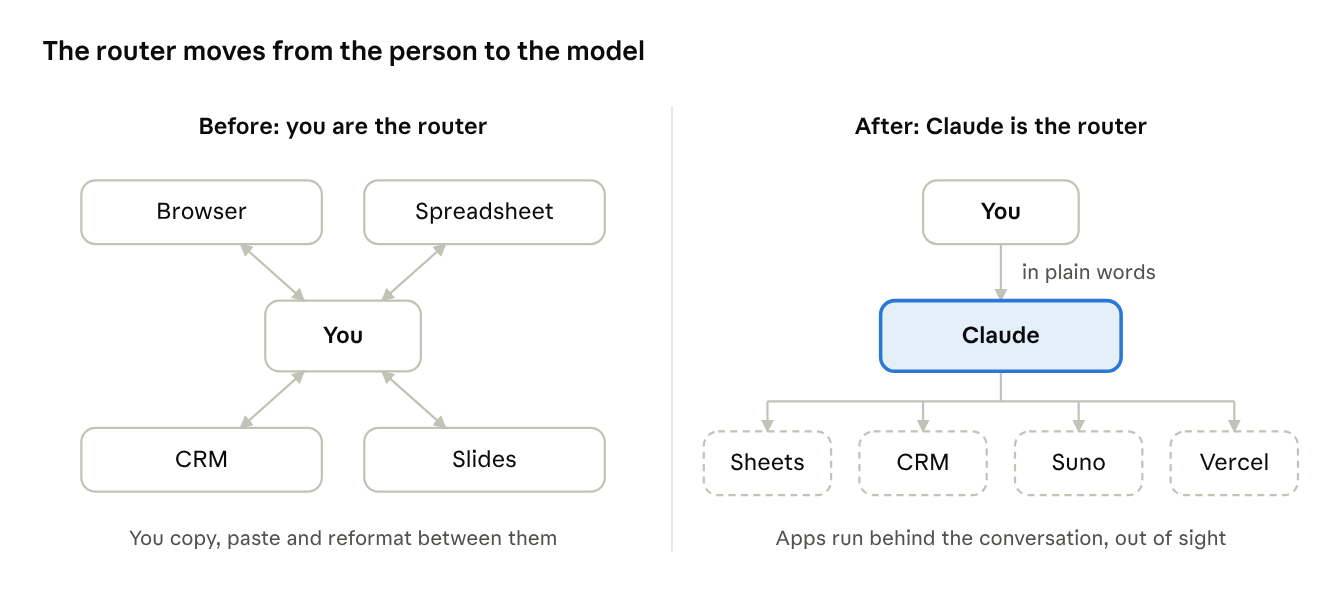 The router moves from the person to the model
Before: you are the router
Browser
Spreadsheet
You
CRM
Slides
You copy, paste and reformat between them
After: Claude is the router
You
in plain words
Claude
Sheets
CRM
Suno
Vercel
Apps run behind the conversation, out of sight